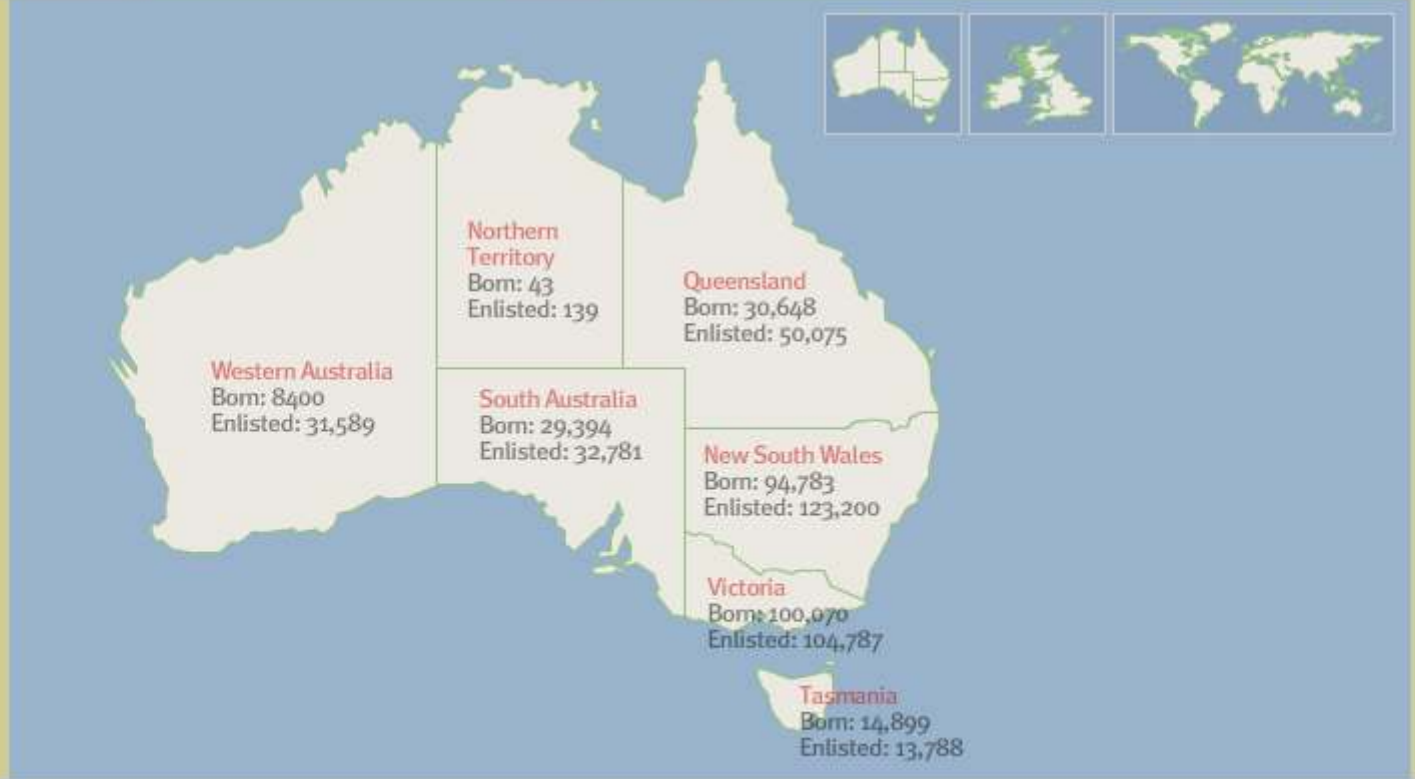 Northern
Territory
Born: 43
Enlisted: 139
Queensland
Born: 30,648
Enlisted: 50,075
Western Australia
Born: 8400
Enlisted: 31,589
South Australia
Born: 29,394
Enlisted: 32,781
New South Wales
Born: 94,783
Enlisted: 123,200
Victoria
Born: 100,070
Enlisted: 104,787
Tasmania
Born: 14,899
Enlisted: 13,788